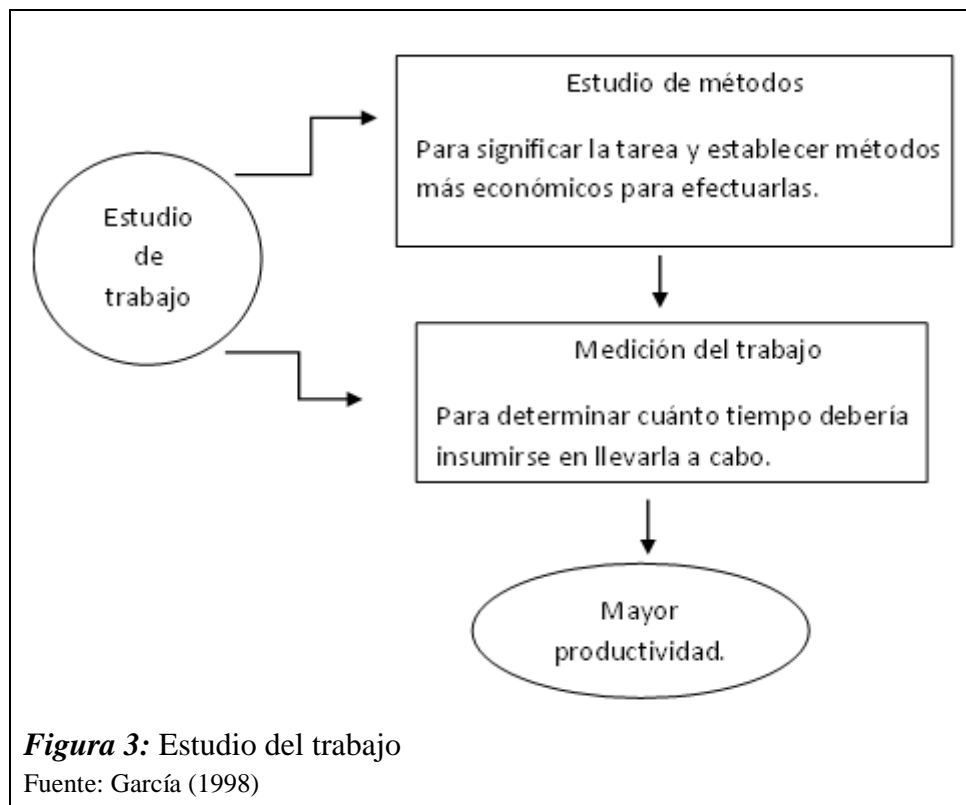 Estudio
de
trabajo
Estudio de métodos
Para significar la tarea y establecer métodos
más económicos para efectuarlas.
Medición del trabajo
Para determinar cuánto tiempo debería
insumirse en llevarla a cabo.
Mayor
productividad.
Figura 3: Estudio del trabajo
Fuente: García (1998)